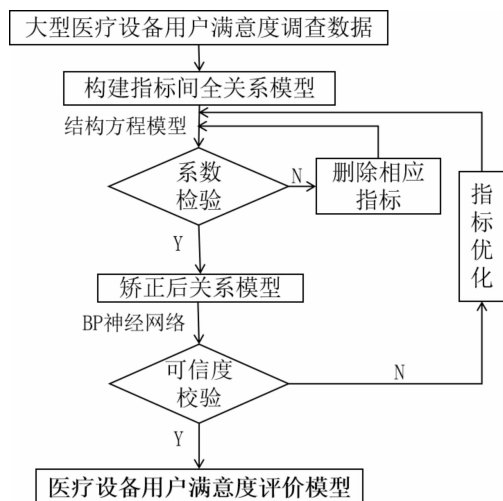 大型医疗设备用户满意度调查数据
构建指标间全关系模型
结构方程模型
系数
检验
N
删除相应
指标
指
标
优
化
Y
矫正后关系模型
BP神经网络
可信度
校验
N
Y
医疗设备用户满意度评价模型